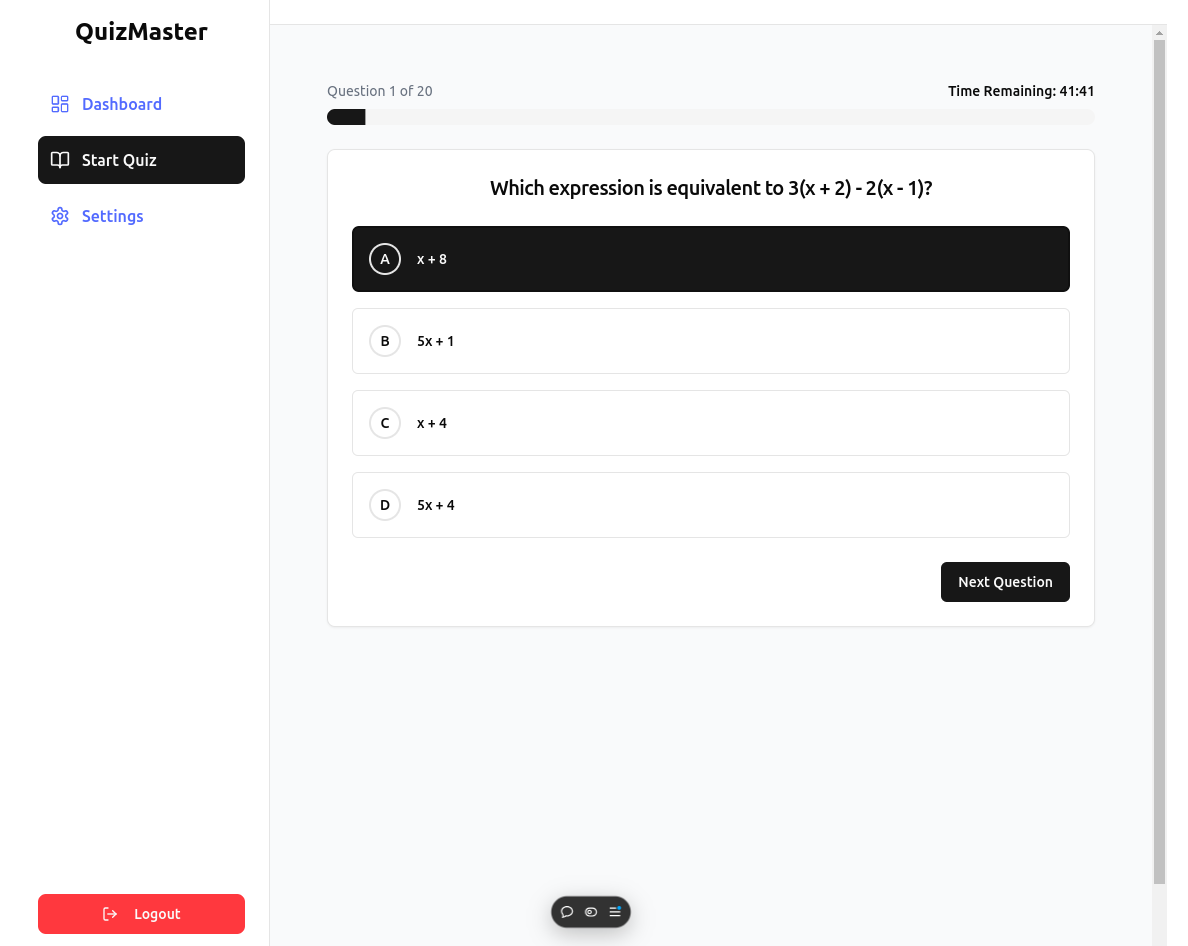 QuizMaster
Dashboard
Start Quiz
Settings
Logout
Question 1 of 20
Time Remaining: 41:41
Which expression is equivalent to 3(x + 2) - 2(x - 1)?
A x + 8
B 5x + 1
C x + 4
D 5x + 4
Next Question